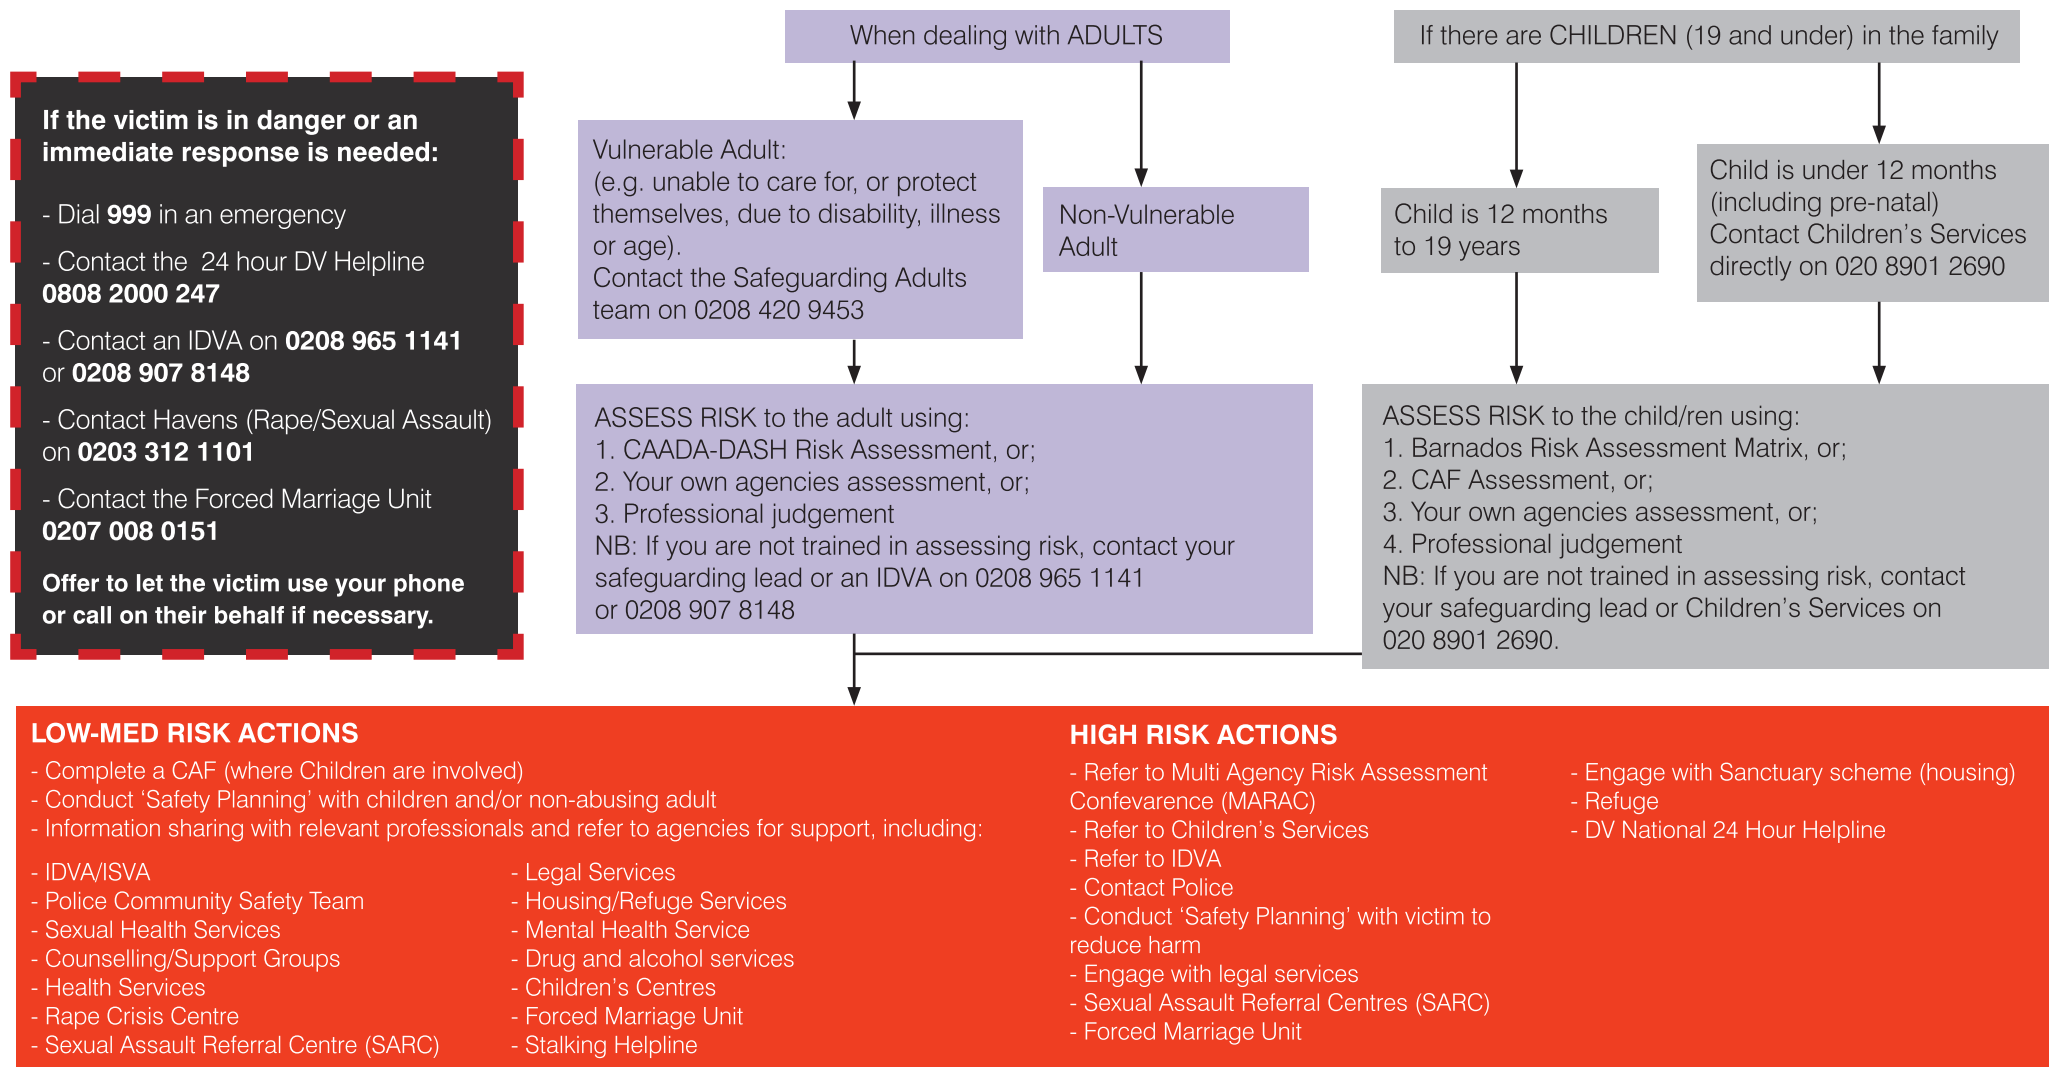 If the victim is in danger or an
immediate response is needed:
- Dial 999 in an emergency
- Contact the 24 hour DV Helpline
0808 2000 247
- Contact an IDVA on 0208 965 1141
or 0208 907 8148
- Contact Havens (Rape/Sexual Assault)
on 0203 312 1101
- Contact the Forced Marriage Unit
0207 008 0151
Offer to let the victim use your phone
or call on their behalf if necessary.
When dealing with ADULTS
Vulnerable Adult:
(e.g. unable to care for, or protect
themselves, due to disability, illness
or age).
Contact the Safeguarding Adults
team on 0208 420 9453
Non-Vulnerable
Adult
ASSESS RISK to the adult using:
1. CAADA-DASH Risk Assessment, or;
2. Your own agencies assessment, or;
3. Professional judgement
NB: If you are not trained in assessing risk, contact your
safeguarding lead or an IDVA on 0208 965 1141
or 0208 907 8148
If there are CHILDREN (19 and under) in the family
Child is 12 months
to 19 years
Child is under 12 months
(including pre-natal)
Contact Children’s Services
directly on 020 8901 2690
ASSESS RISK to the child/ren using:
1. Barnados Risk Assessment Matrix, or;
2. CAF Assessment, or;
3. Your own agencies assessment, or;
4. Professional judgement
NB: If you are not trained in assessing risk, contact
your safeguarding lead or Children’s Services on
020 8901 2690.
LOW-MED RISK ACTIONS
- Complete a CAF (where Children are involved)
- Conduct ‘Safety Planning’ with children and/or non-abusing adult
- Information sharing with relevant professionals and refer to agencies for support, including:
- IDVA/ISVA
- Police Community Safety Team
- Sexual Health Services
- Counselling/Support Groups
- Health Services
- Rape Crisis Centre
- Sexual Assault Referral Centre (SARC)
- Legal Services
- Housing/Refuge Services
- Mental Health Service
- Drug and alcohol services
- Children’s Centres
- Forced Marriage Unit
- Stalking Helpline
HIGH RISK ACTIONS
- Refer to Multi Agency Risk Assessment
Confevarence (MARAC)
- Refer to Children’s Services
- Refer to IDVA
- Contact Police
- Conduct ‘Safety Planning’ with victim to
reduce harm
- Engage with legal services
- Sexual Assault Referral Centres (SARC)
- Forced Marriage Unit
- Engage with Sanctuary scheme (housing)
- Refuge
- DV National 24 Hour Helpline